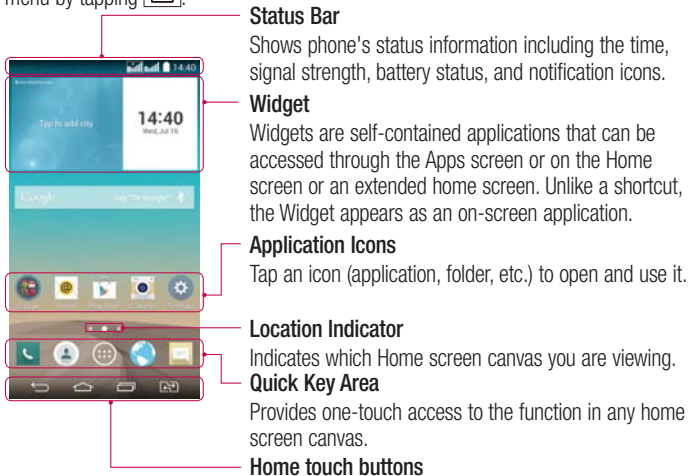 menu by tapping
Status Bar
Shows phone's status information including the time,
signal strength, battery status, and notification icons.
14:40
Widget
Widgets are self-contained applications that can be
accessed through the Apps screen or on the Home
screen or an extended home screen. Unlike a shortcut,
the Widget appears as an on-screen application.
Tap to add city
14:40
Wed, Jul 16
Google
Application Icons
Tap an icon (application, folder, etc.) to open and use it.
Location Indicator
Indicates which Home screen canvas you are viewing.
Quick Key Area
Provides one-touch access to the function in any home
screen canvas.
Home touch buttons